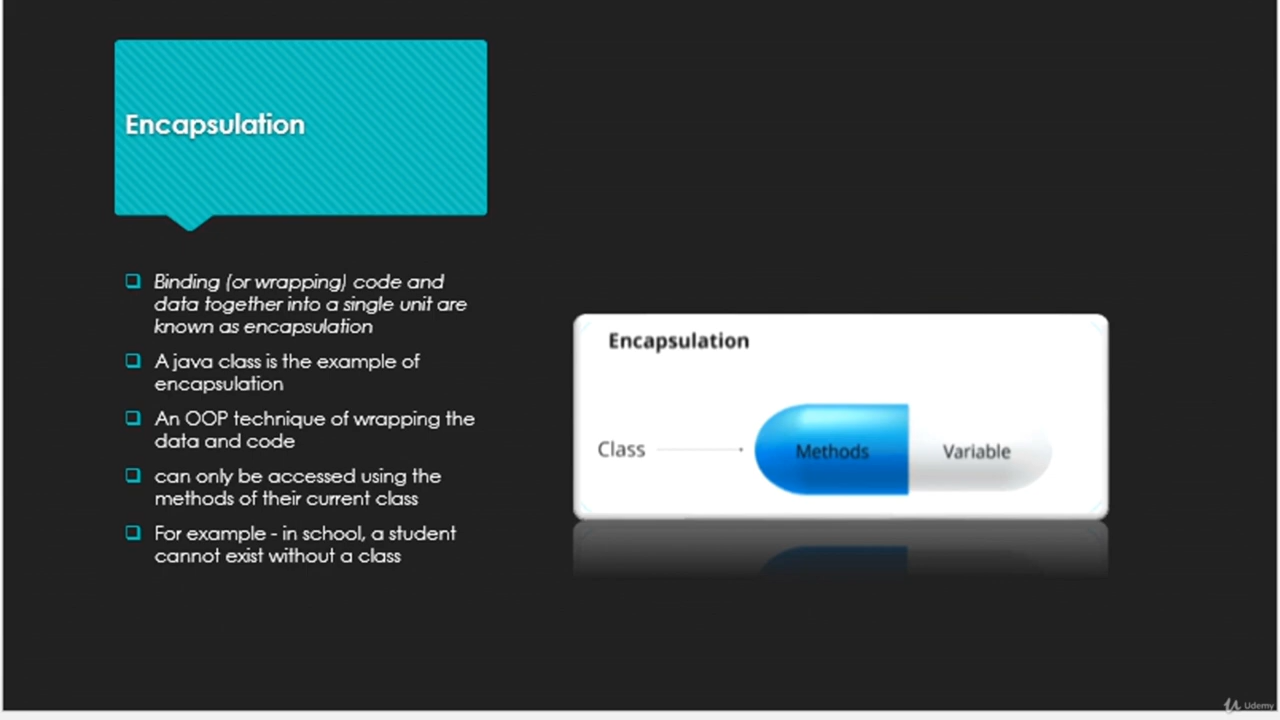 Encapsulation
Binding (or wrapping) code and
data together into a single unit are
known as encapsulation
A java class is the example of
encapsulation
An OOP technique of wrapping the
data and code
can only be accessed using the
methods of their current class
For example - in school, a student
cannot exist without a class
Encapsulation
Class
Methods
Variable
Udemy